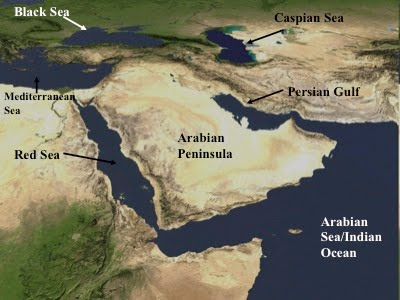 Black Sea
Caspian Sea
Mediterranean
Sea
Persian Gulf
Arabian
Peninsula
Red Sea
Arabian
Sea/Indian
Ocean